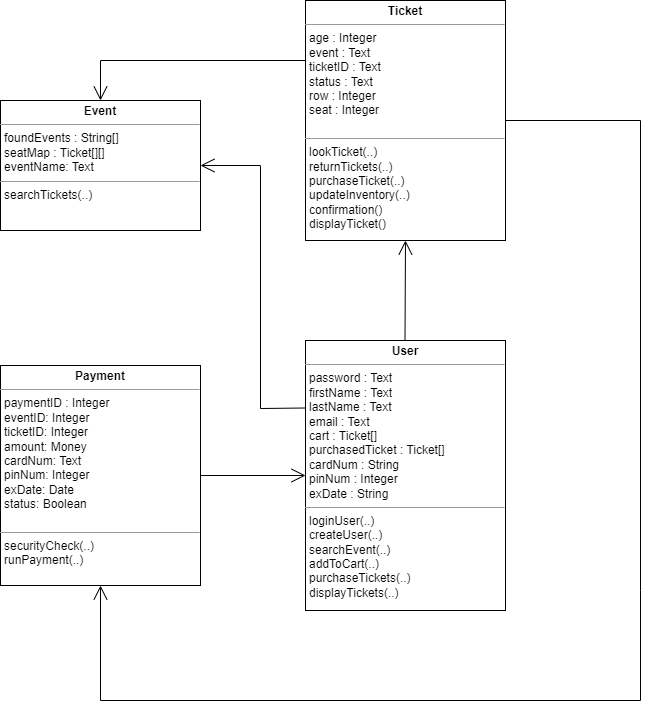 Ticket
age : Integer
event : Text
ticketID : Text
status : Text
row : Integer
seat : Integer
lookTicket(..)
returnTickets(..)
purchaseTicket(..)
updateInventory(..)
confirmation()
displayTicket()
Event
foundEvents : String[]
seatMap : Ticket[][]
eventName: Text
searchTickets(..)
User
password : Text
firstName : Text
lastName : Text
email : Text
cart : Ticket[]
purchasedTicket : Ticket[]
cardNum : String
pinNum : Integer
exDate : String
loginUser(..)
createUser(..)
searchEvent(..)
addToCart(..)
purchaseTickets(..)
displayTickets(..)
Payment
paymentID : Integer
eventID: Integer
ticketID: Integer
amount: Money
cardNum: Text
pinNum: Integer
exDate: Date
status: Boolean
securityCheck(..)
runPayment(..)